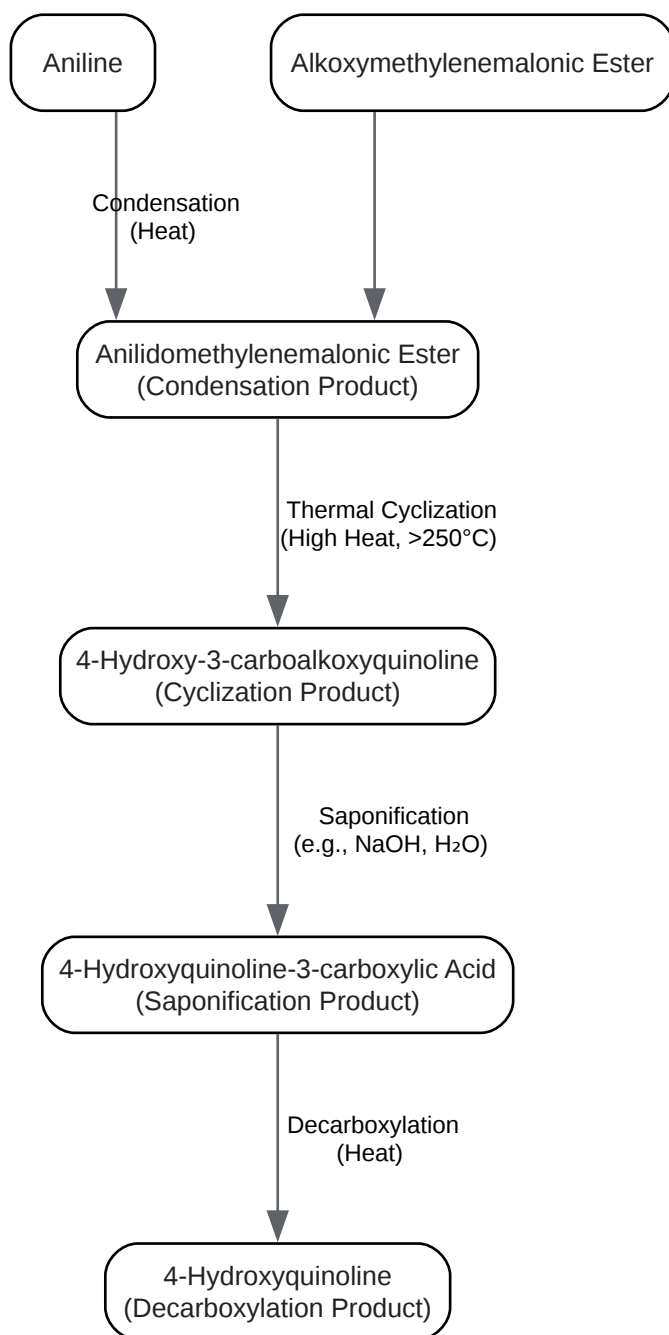 Aniline
Alkoxymethylenemalonic Ester
Condensation
(Heat)
Anilidomethylenemalonic Ester
(Condensation Product)
Thermal Cyclization
(High Heat, >250°C)
4-Hydroxy-3-carboalkoxyquinoline
(Cyclization Product)
Saponification
(e.g., NaOH, H₂O)
4-Hydroxyquinoline-3-carboxylic Acid
(Saponification Product)
Decarboxylation
(Heat)
4-Hydroxyquinoline
(Decarboxylation Product)